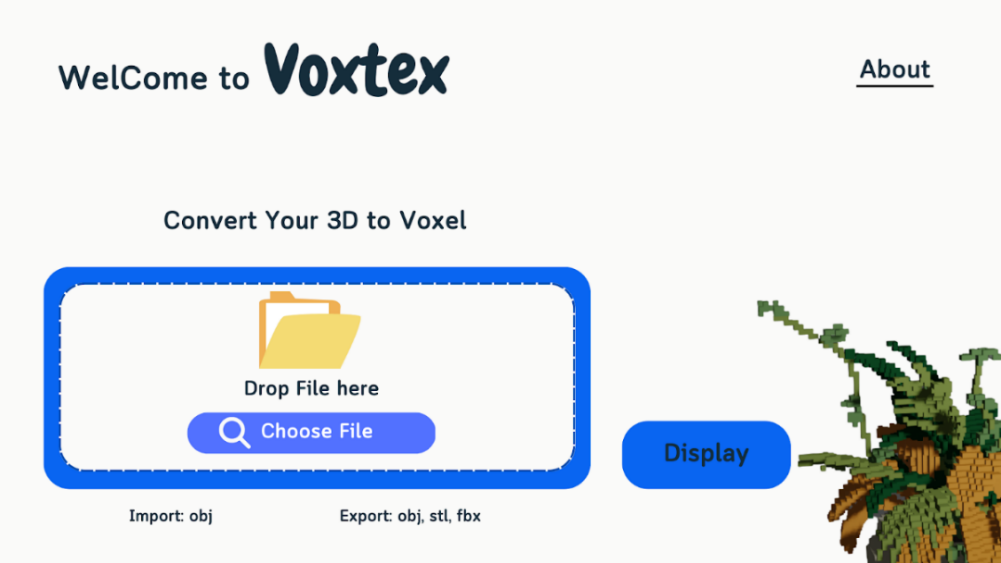 WelCome to Voxtex
About
Convert Your 3D to Voxel
Drop File here
Choose File
Display
Import: obj
Export: obj, stl, fbx